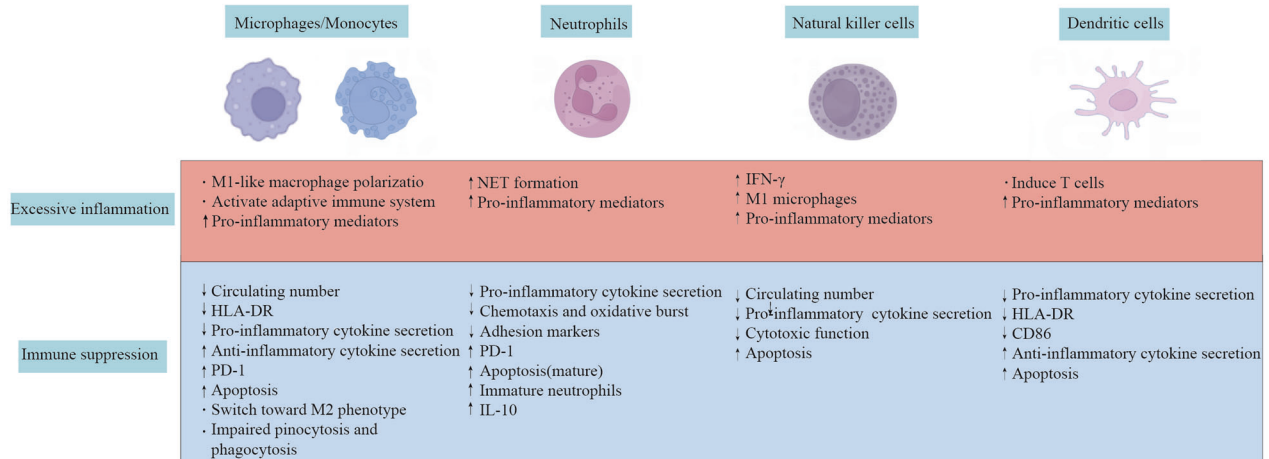 Microphages/Monocytes
Neutrophils
Natural killer cells
Dendritic cells
Excessive inflammation
· M1-like macrophage polarizatio
· Activate adaptive immune system
↑ Pro-inflammatory mediators
↑ NET formation
↑ Pro-inflammatory mediators
↑ IFN-γ
↑ M1 microphages
↑ Pro-inflammatory mediators
· Induce T cells
↑ Pro-inflammatory mediators
Immune suppression
↓ Circulating number
↓ HLA-DR
↓ Pro-inflammatory cytokine secretion
↑ Anti-inflammatory cytokine secretion
↑ PD-1
↑ Apoptosis
· Switch toward M2 phenotype
· Impaired pinocytosis and
phagocytosis
↓ Pro-inflammatory cytokine secretion
↓ Chemotaxis and oxidative burst
↓ Adhesion markers
↑ PD-1
↑ Apoptosis(mature)
↑ Immature neutrophils
↑ IL-10
↓ Circulating number
↓ Pro-inflammatory cytokine secretion
↓ Cytotoxic function
↑ Apoptosis
↓ Pro-inflammatory cytokine secretion
↓ HLA-DR
↓ CD86
↑ Anti-inflammatory cytokine secretion
↑ Apoptosis